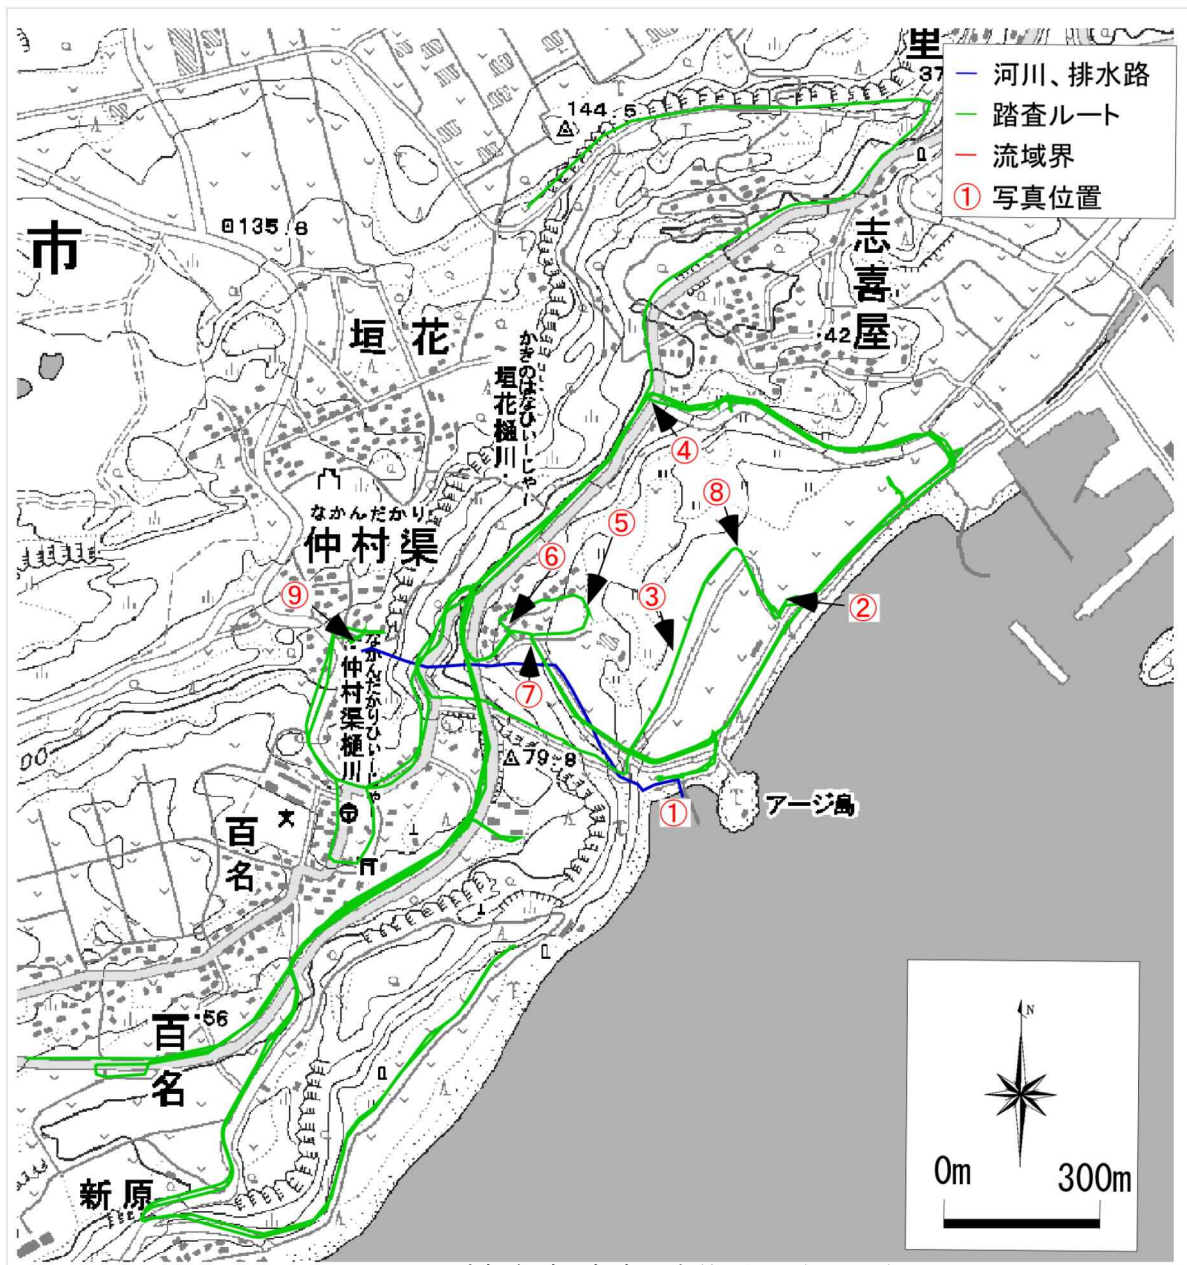 河川、排水路
踏査ルート
流域界
① 写真位置
里
37
144.5
135.8
市
志喜屋
垣花
42
かきのはなひぃーじゃー
垣花樋川
④
⑧
⑤
⑥
③
②
なかんだかり
仲村渠
⑨
なかんだかりひぃーじゃー
仲村渠樋川
⑦
79.8
①
アージ島
00
百名
56
百名
新原
N
0m
300m